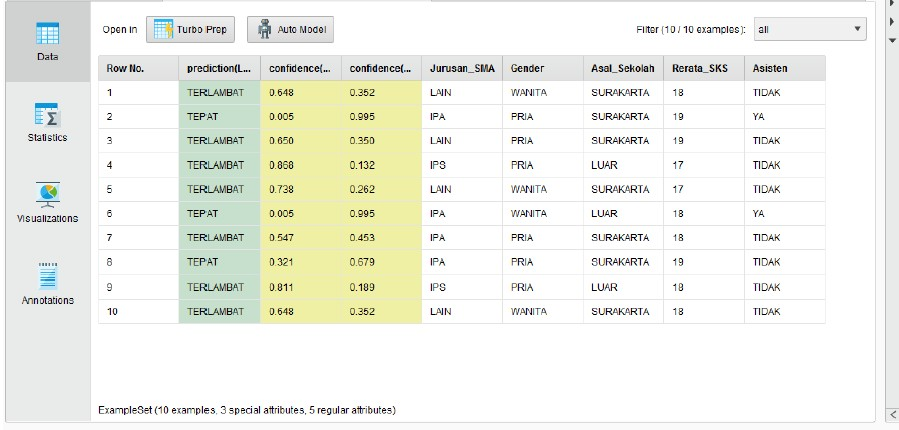 Open in Turbo Prep Auto Model Filter (10 / 10 examples): all
Data
Statistics
Visualizations
Annotations
Row No. prediction(L... confidence(... confidence(... Jurusan_SMA Gender Asal_Sekolah Rerata_SKS Asisten
1 TERLAMBAT 0.648 0.352 LAIN WANITA SURAKARTA 18 TIDAK
2 TEPAT 0.005 0.995 IPA PRIA SURAKARTA 19 YA
3 TERLAMBAT 0.650 0.350 LAIN PRIA SURAKARTA 19 TIDAK
4 TERLAMBAT 0.868 0.132 IPS PRIA LUAR 17 TIDAK
5 TERLAMBAT 0.738 0.262 LAIN WANITA SURAKARTA 17 TIDAK
6 TEPAT 0.005 0.995 IPA WANITA LUAR 18 YA
7 TERLAMBAT 0.547 0.453 IPA PRIA SURAKARTA 18 TIDAK
8 TEPAT 0.321 0.679 IPA PRIA SURAKARTA 19 TIDAK
9 TERLAMBAT 0.811 0.189 IPS PRIA LUAR 18 TIDAK
10 TERLAMBAT 0.648 0.352 LAIN WANITA SURAKARTA 18 TIDAK
ExampleSet (10 examples, 3 special attributes, 5 regular attributes)